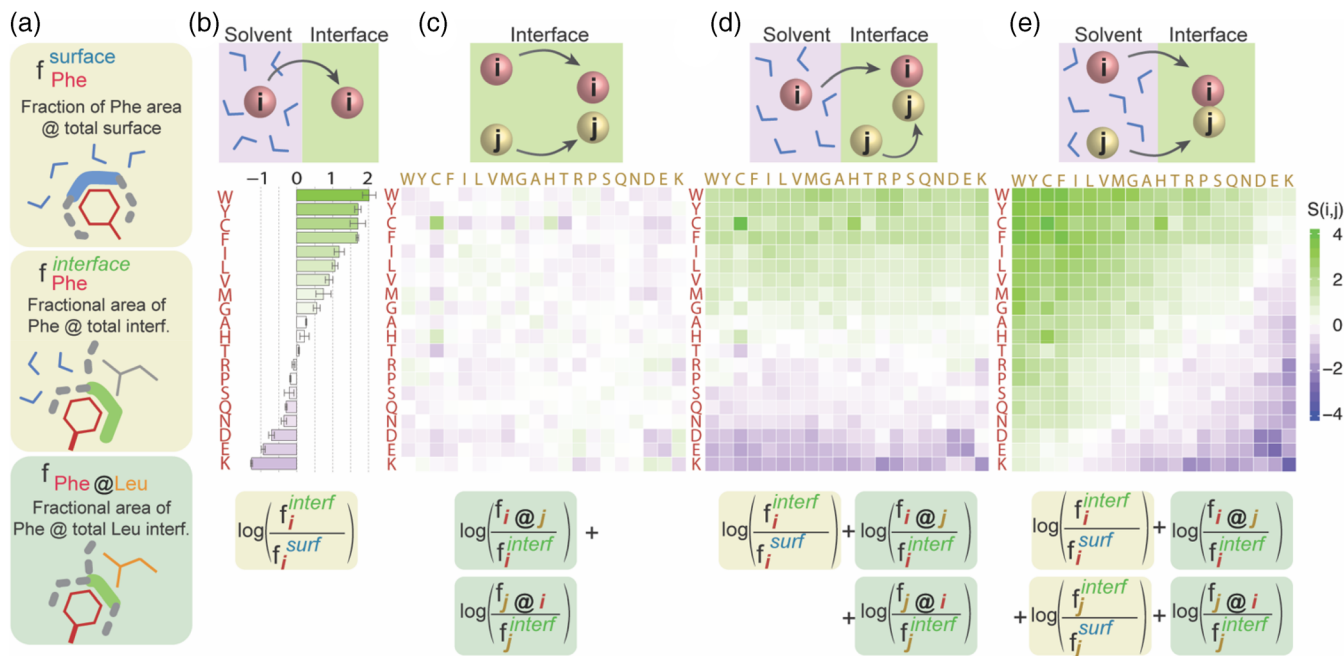 (a)
f surface Phe
Fraction of Phe area
@ total surface
f interface Phe
Fractional area of
Phe @ total interf.
f Phe @Leu
Fractional area of
Phe @ total Leu interf.
(b)
Solvent Interface
i i
−1 0 1 2
W
Y
C
F
I
L
V
M
G
A
H
T
R
P
S
Q
N
D
E
K
log(f i interf / f i surf)
(c)
Interface
i i
j j
W Y C F I L V M G A H T R P S Q N D E K
W
Y
C
F
I
L
V
M
G
A
H
T
R
P
S
Q
N
D
E
K
log(f i @ j / f i interf) +
log(f j @ i / f j interf)
(d)
Solvent Interface
i i
j j
W Y C F I L V M G A H T R P S Q N D E K
W
Y
C
F
I
L
V
M
G
A
H
T
R
P
S
Q
N
D
E
K
log(f i interf / f i surf) + log(f i @ j / f i interf)
+ log(f j @ i / f j interf)
(e)
Solvent Interface
i i
j j
W Y C F I L V M G A H T R P S Q N D E K
W
Y
C
F
I
L
V
M
G
A
H
T
R
P
S
Q
N
D
E
K
S(i,j)
4
2
0
−2
−4
log(f i interf / f i surf) + log(f i @ j / f i interf)
+ log(f j interf / f j surf) + log(f j @ i / f j interf)